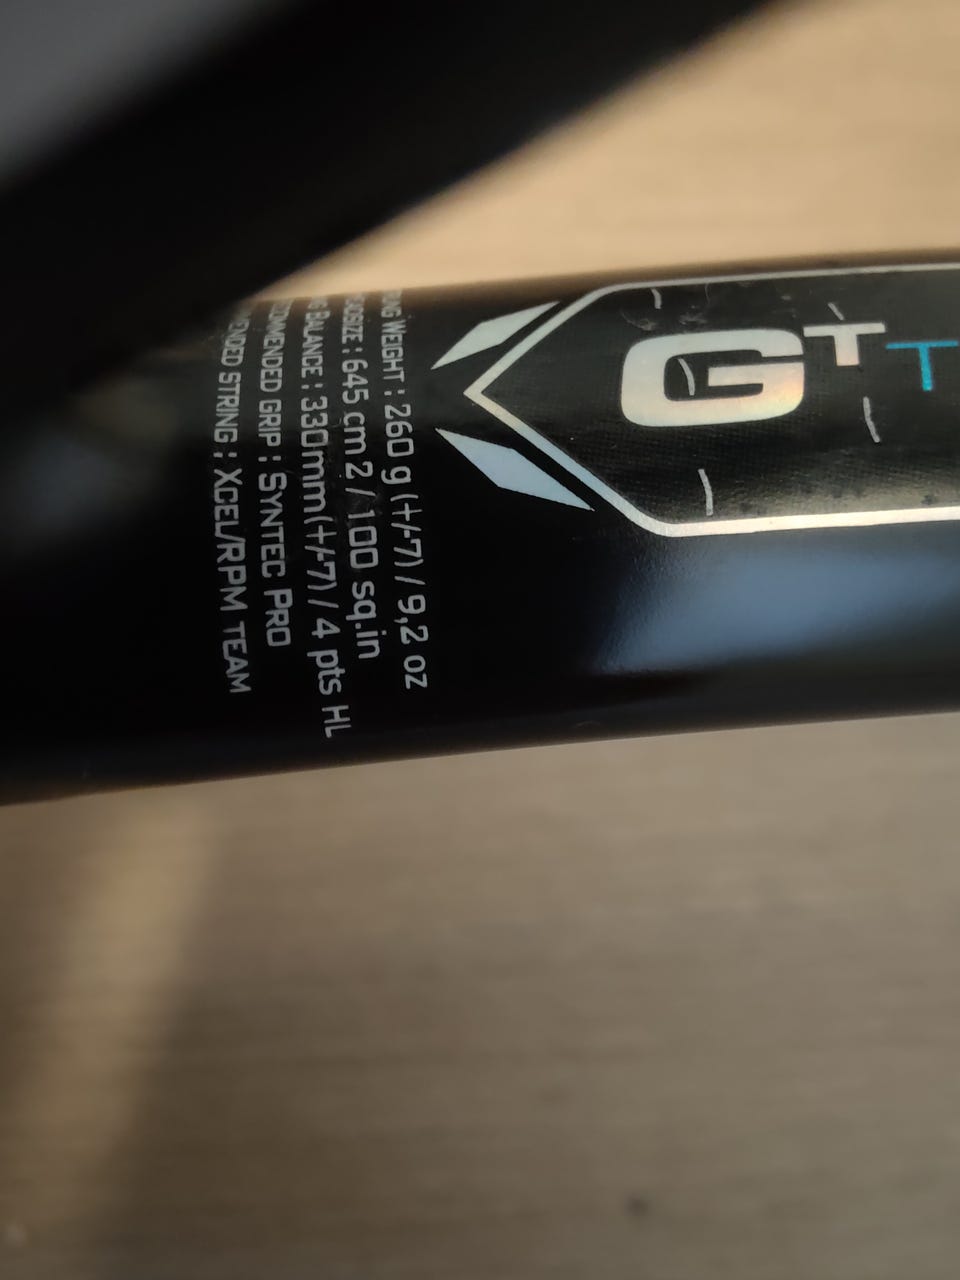 WEIGHT : 260 g (+/-7) / 9,2 oz
: 645 cm 2 / 100 sq.in
BALANCE : 330mm(+/-7) / 4 pts HL
GRIP : SYNTEC PRO
STRING : XCEL/RPM TEAM
GT T